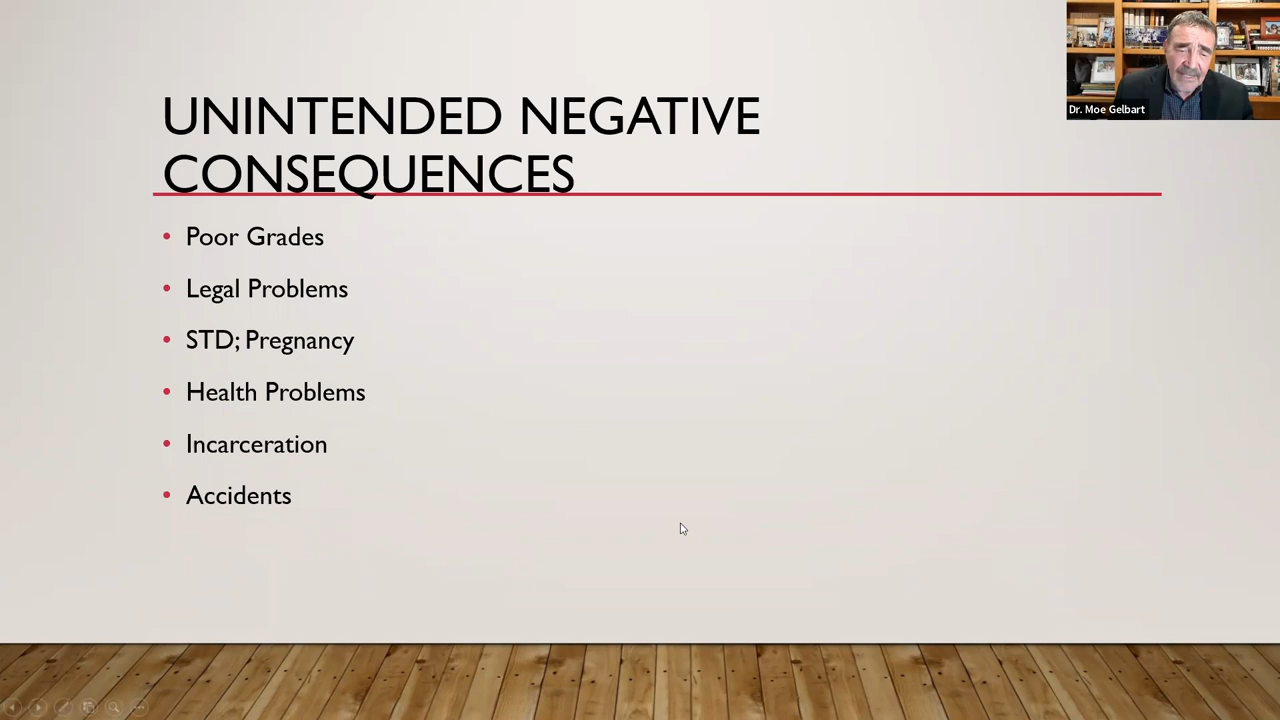 UNINTENDED NEGATIVE
CONSEQUENCES
• Poor Grades
• Legal Problems
• STD; Pregnancy
• Health Problems
• Incarceration
• Accidents
Dr. Moe Gelbart